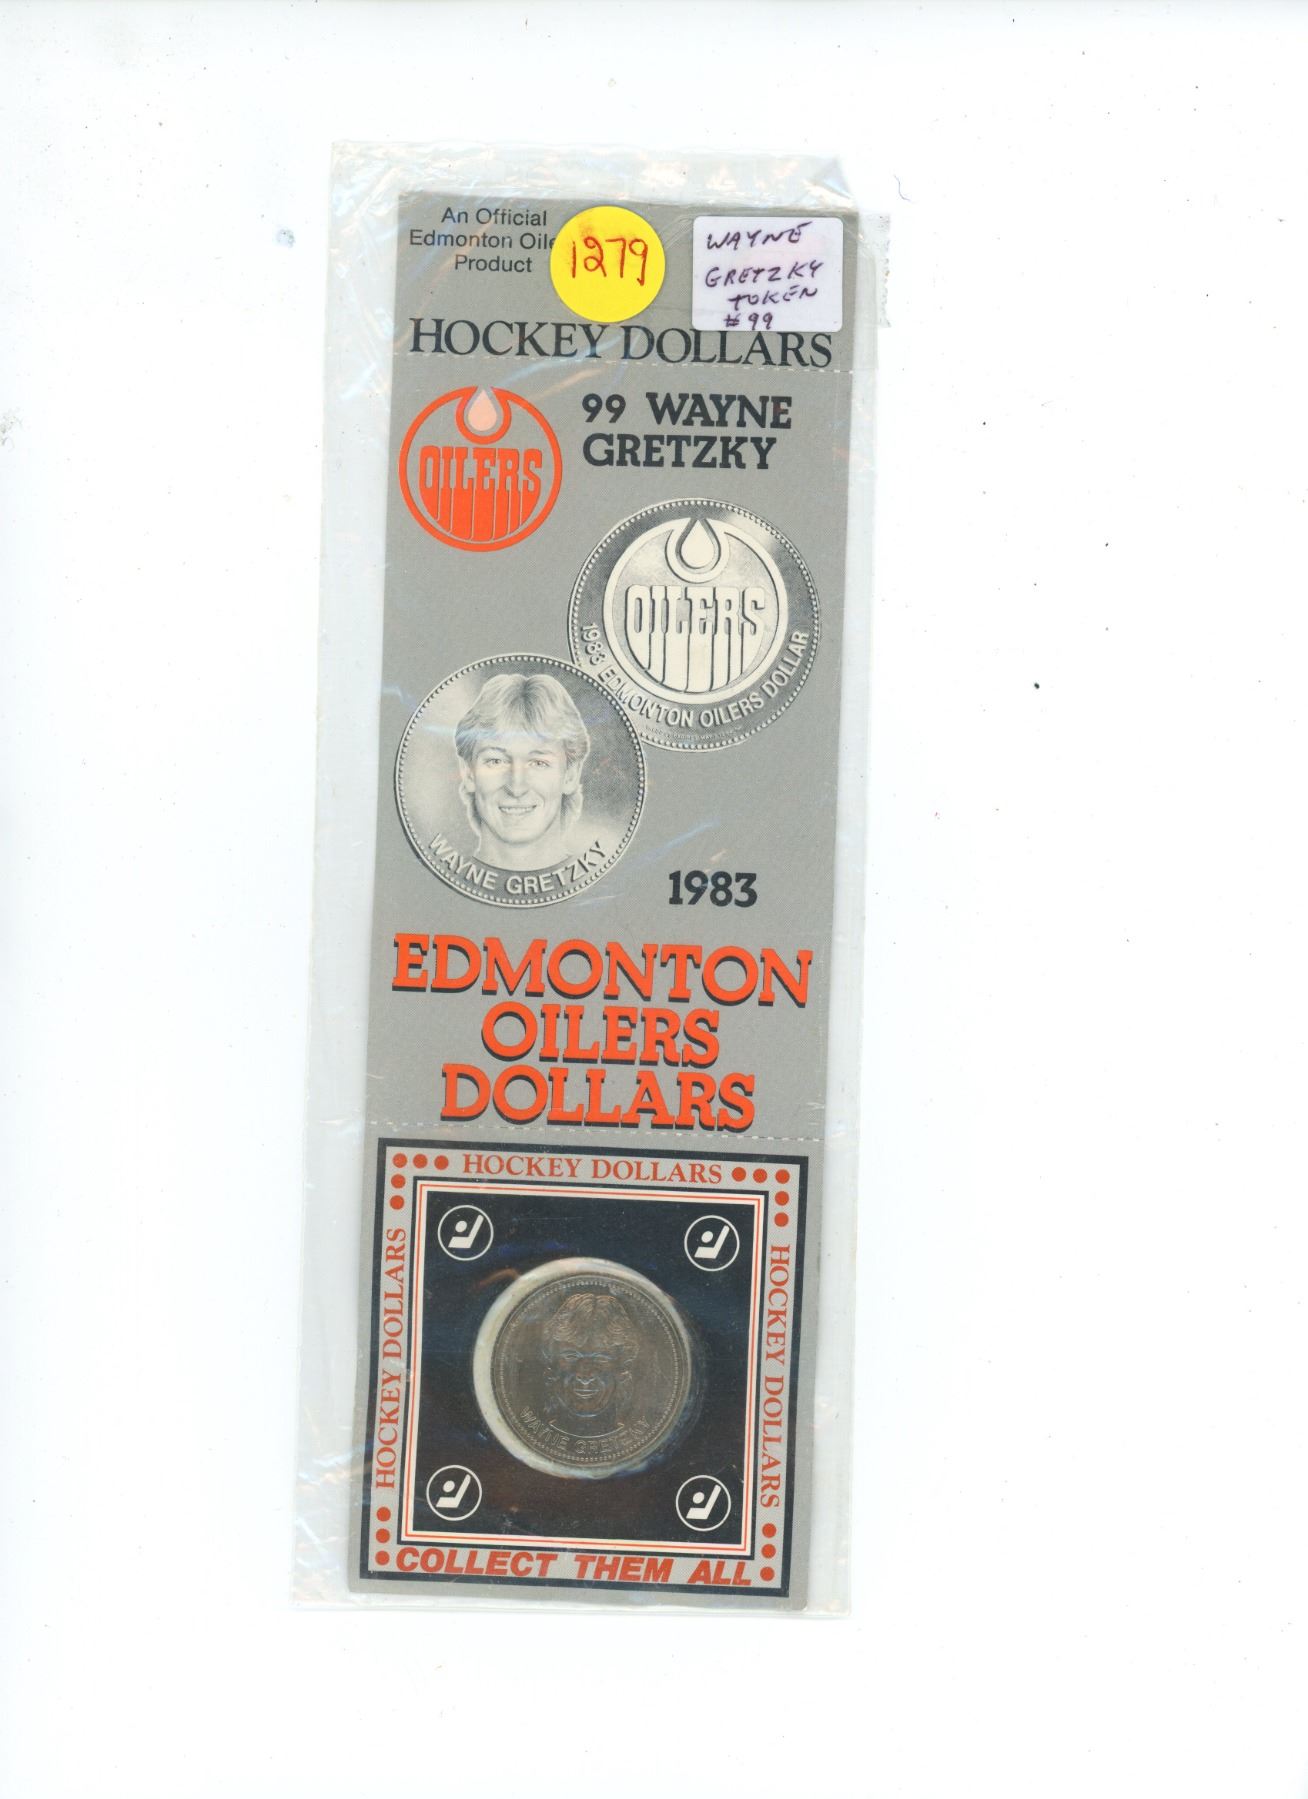 An Official
Edmonton Oile
Product
1279
WAYNE
GRETZKY
TOKEN
#99
HOCKEY DOLLARS
OILERS
99 WAYNE
GRETZKY
OILERS
1983 EDMONTON OILERS DOLLAR
WAYNE GRETZKY
1983
EDMONTON
OILERS
DOLLARS
HOCKEY DOLLARS
HOCKEY DOLLARS
HOCKEY DOLLARS
WAYNE GRETZKY
COLLECT THEM ALL